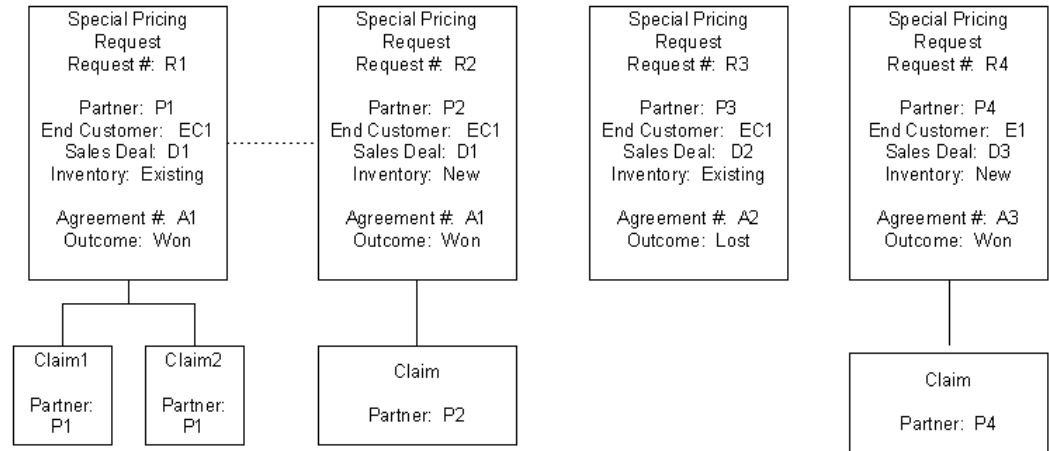 Special Pricing
Request
Request #: R1
Partner: P1
End Customer: EC1
Sales Deal: D1
Inventory: Existing
Agreement #: A1
Outcome: Won
Special Pricing
Request
Request #: R2
Partner: P2
End Customer: EC1
Sales Deal: D1
Inventory: New
Agreement #: A1
Outcome: Won
Special Pricing
Request
Request #: R3
Partner: P3
End Customer: EC1
Sales Deal: D2
Inventory: Existing
Agreement #: A2
Outcome: Lost
Special Pricing
Request
Request #: R4
Partner: P4
End Customer: E1
Sales Deal: D3
Inventory: New
Agreement #: A3
Outcome: Won
Claim1
Partner:
P1
Claim2
Partner:
P1
Claim
Partner: P2
Claim
Partner: P4